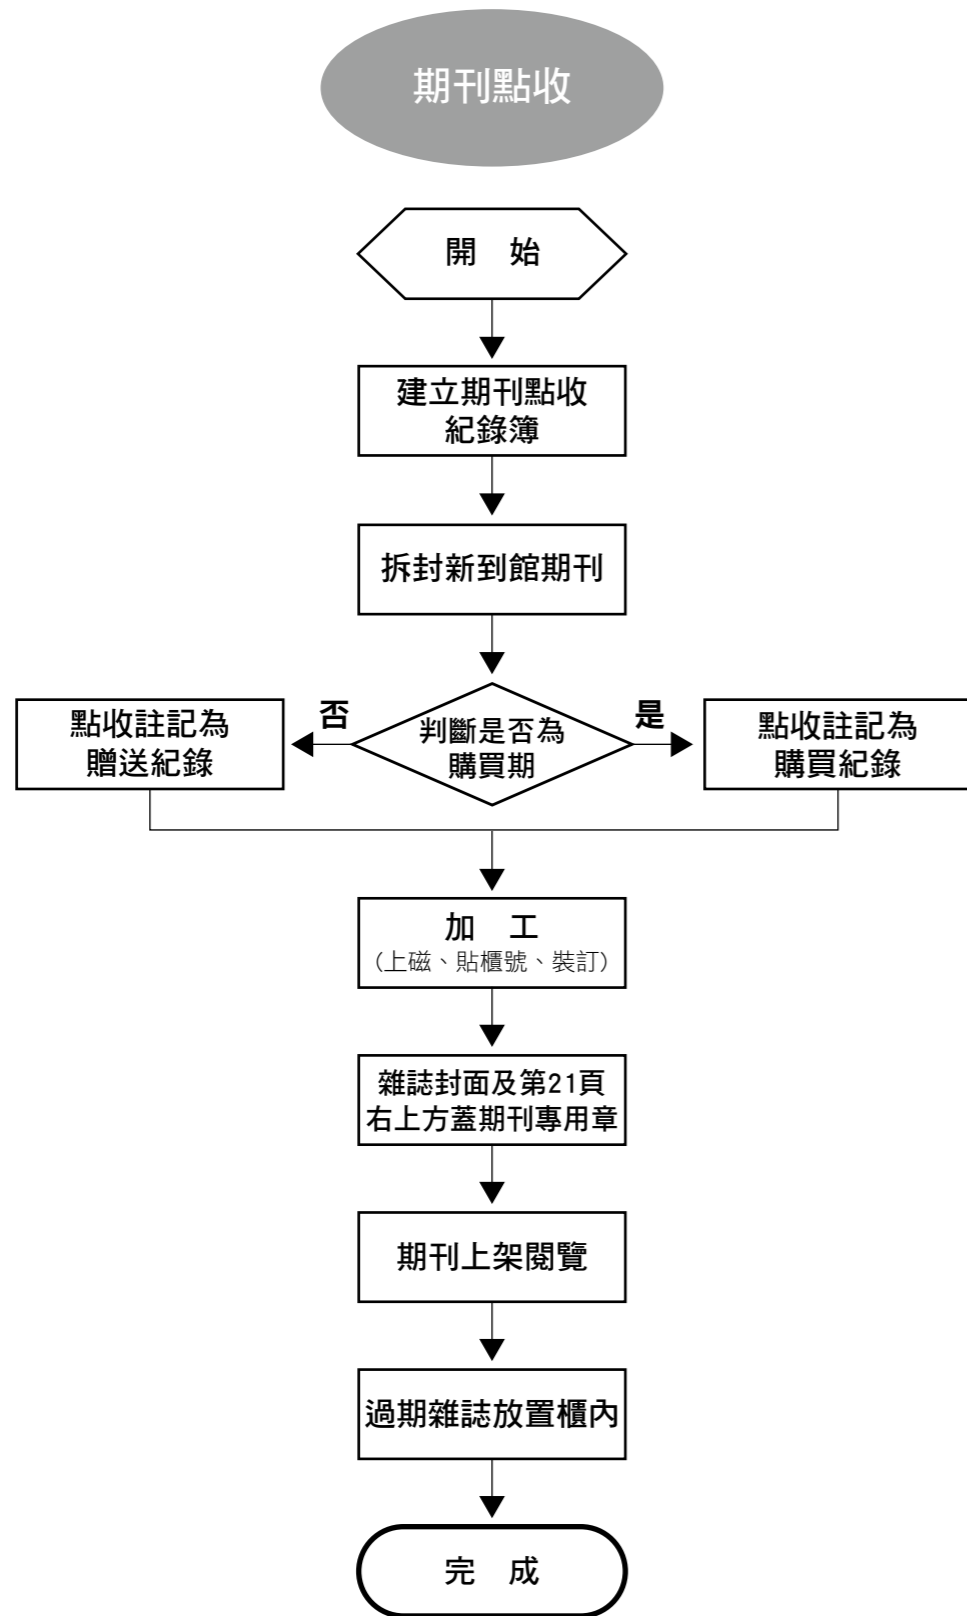 期刊點收
開　始
建立期刊點收
紀錄簿
拆封新到館期刊
判斷是否為
購買期
否
是
點收註記為
贈送紀錄
點收註記為
購買紀錄
加　工
(上磁、貼櫃號、裝訂)
雜誌封面及第21頁
右上方蓋期刊專用章
期刊上架閱覽
過期雜誌放置櫃內
完　成